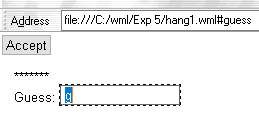 Address file:///C:/wml/Exp 5/hang1.wml#guess
Accept
*******
Guess: g